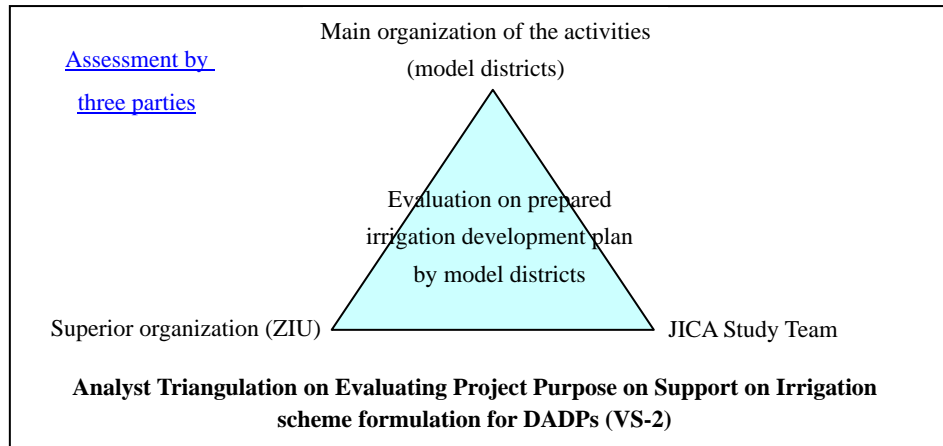 Main organization of the activities
(model districts)
Assessment by
three parties
Evaluation on prepared
irrigation development plan
by model districts
Superior organization (ZIU)
JICA Study Team
Analyst Triangulation on Evaluating Project Purpose on Support on Irrigation
scheme formulation for DADPs (VS-2)